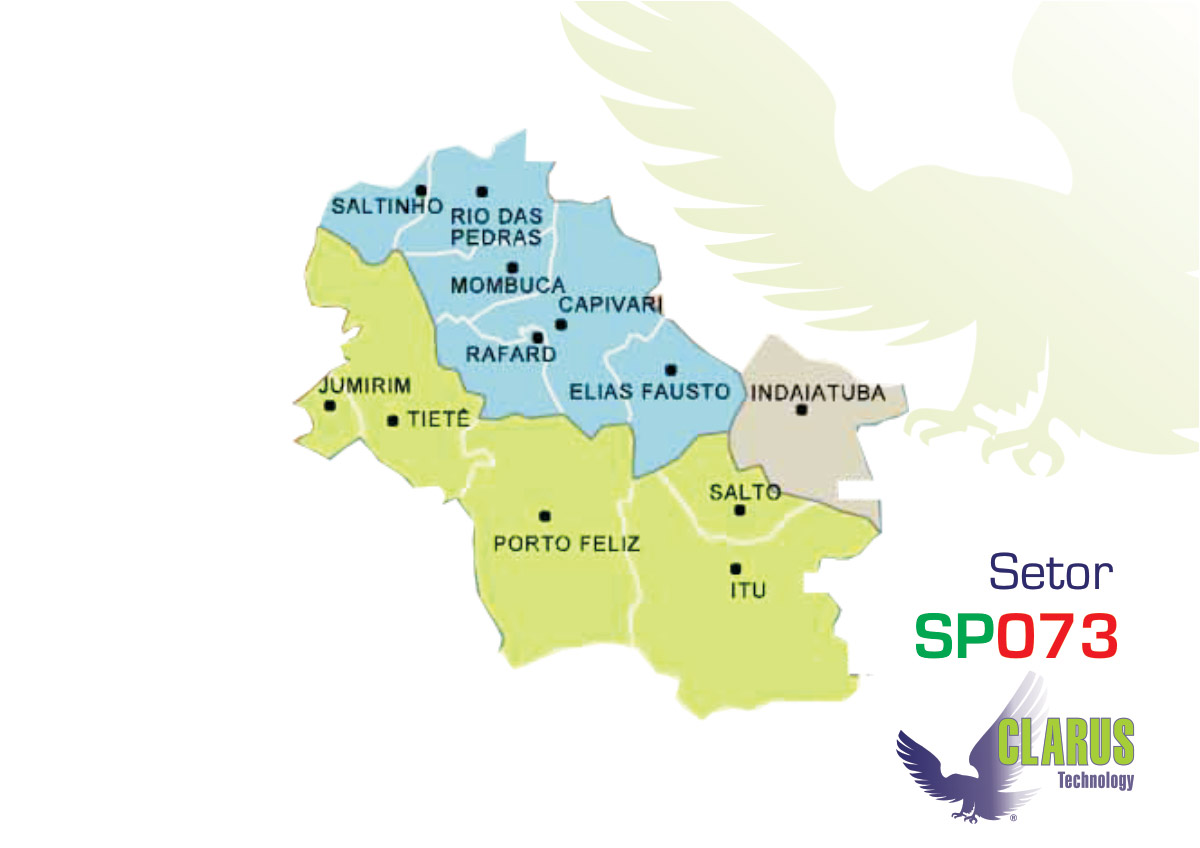 SALTINHO
RIO DAS
PEDRAS
MOMBUCA
CAPIVARI
RAFARD
ELIAS FAUSTO
INDAIATUBA
JUMIRIM
TIETÊ
SALTO
PORTO FELIZ
ITU
Setor
SP073
CLARUS
Technology
®